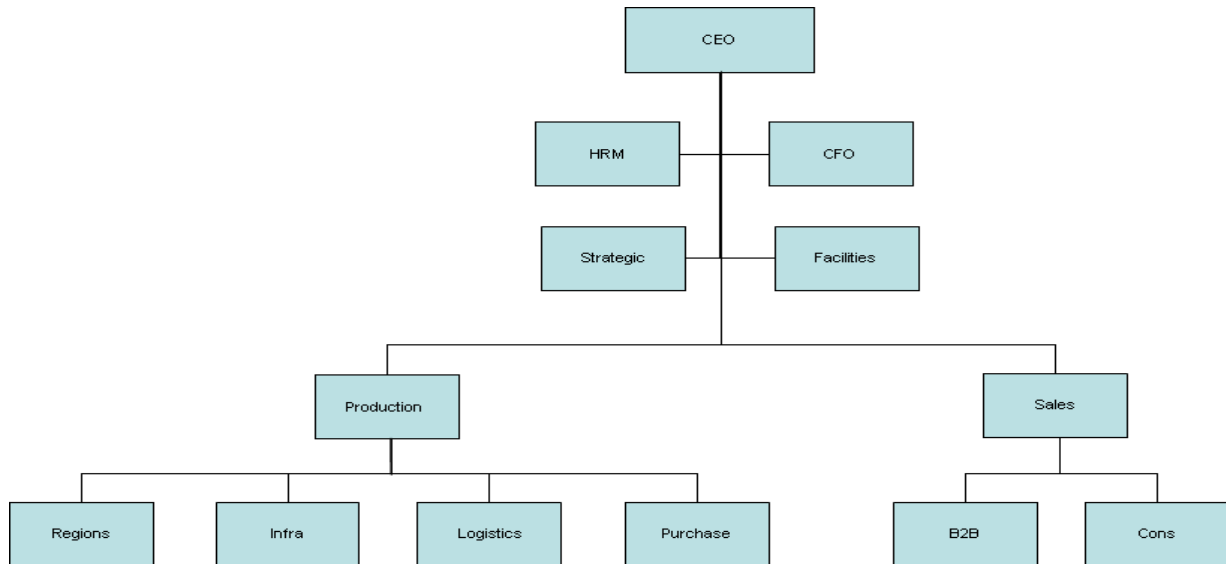 CEO
HRM
CFO
Strategic
Facilities
Production
Sales
Regions
Infra
Logistics
Purchase
B2B
Cons